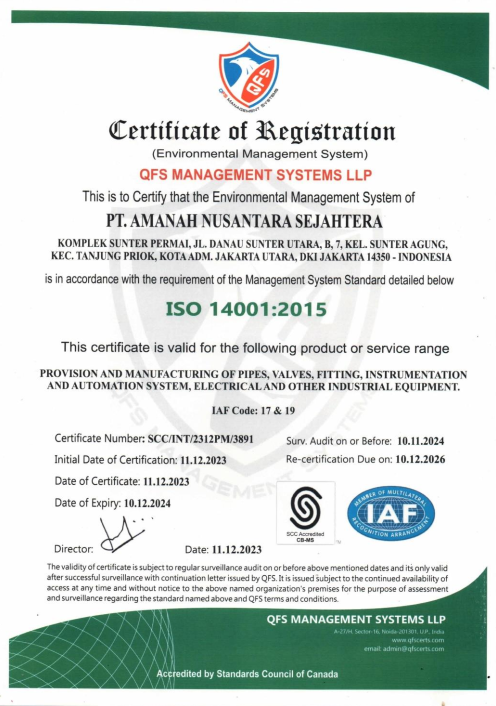 QFS
QFS MANAGEMENT SYSTEMS
Certificate of Registration
(Environmental Management System)
QFS MANAGEMENT SYSTEMS LLP
This is to Certify that the Environmental Management System of
PT. AMANAH NUSANTARA SEJAHTERA
KOMPLEK SUNTER PERMAI, JL. DANAU SUNTER UTARA, B, 7, KEL. SUNTER AGUNG,
KEC. TANJUNG PRIOK, KOTA ADM. JAKARTA UTARA, DKI JAKARTA 14350 - INDONESIA
is in accordance with the requirement of the Management System Standard detailed below
ISO 14001:2015
This certificate is valid for the following product or service range
PROVISION AND MANUFACTURING OF PIPES, VALVES, FITTING, INSTRUMENTATION
AND AUTOMATION SYSTEM, ELECTRICAL AND OTHER INDUSTRIAL EQUIPMENT.
IAF Code: 17 & 19
Certificate Number: SCC/INT/2312PM/3891
Surv. Audit on or Before: 10.11.2024
Initial Date of Certification: 11.12.2023
Re-certification Due on: 10.12.2026
Date of Certificate: 11.12.2023
Date of Expiry: 10.12.2024
SCC Accredited
CB-MS
MEMBER OF MULTILATERAL
IAF
RECOGNITION ARRANGEMENT
Director:
Date: 11.12.2023
The validity of certificate is subject to regular surveillance audit on or before above mentioned dates and its only valid
after successful surveillance with continuation letter issued by QFS. It is issued subject to the continued availability of
access at any time and without notice to the above named organization's premises for the purpose of assessment
and surveillance regarding the standard named above and QFS terms and conditions.
QFS MANAGEMENT SYSTEMS LLP
A-27/H, Sector-16, Noida-201301, U.P., India
www.qfscerts.com
email: admin@qfscerts.com
Accredited by Standards Council of Canada